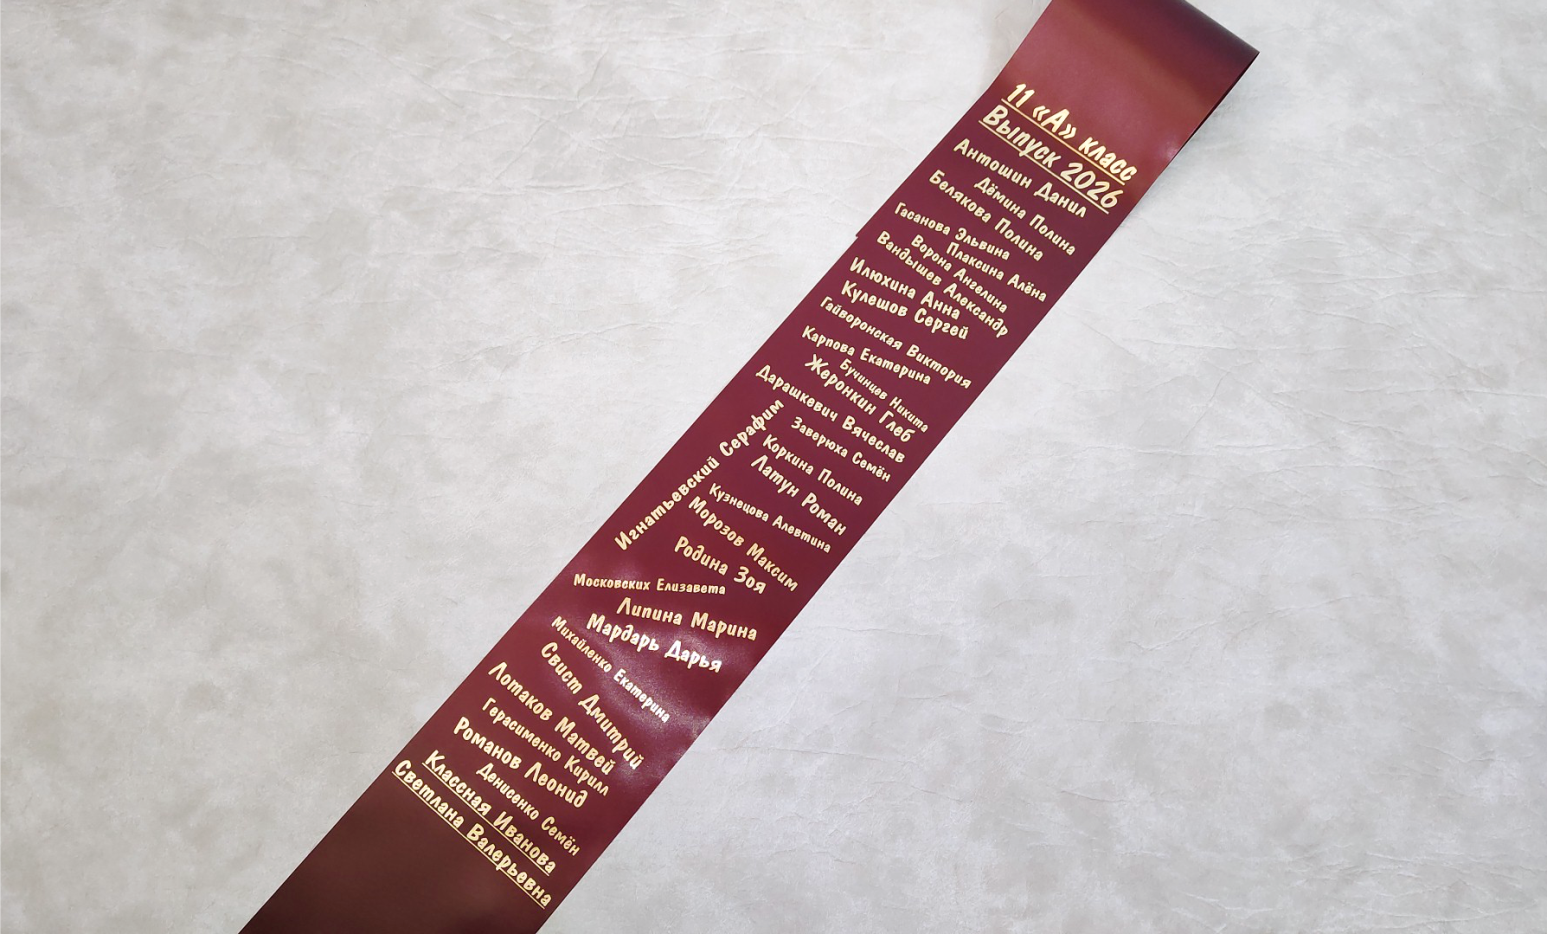 11 «А» класс
Выпуск 2026
Антошин Данил
Дёмина Полина
Белякова Полина
Гасанова Эльвина
Плаксина Алёна
Ворона Ангелина
Вандышев Александр
Илюхина Анна
Кулешов Сергей
Гайворонская Виктория
Карпова Екатерина
Бучинцев Никита
Жеронкин Глеб
Дарашкевич Вячеслав
Игнатьевский Серафим
Заверюха Семён
Коркина Полина
Латун Роман
Кузнецова Алевтина
Морозов Максим
Родина Зоя
Московских Елизавета
Липина Марина
Мардарь Дарья
Михайленко Екатерина
Свист Дмитрий
Лотаков Матвей
Герасименко Кирилл
Романов Леонид
Денисенко Семён
Классная Иванова
Светлана Валерьевна